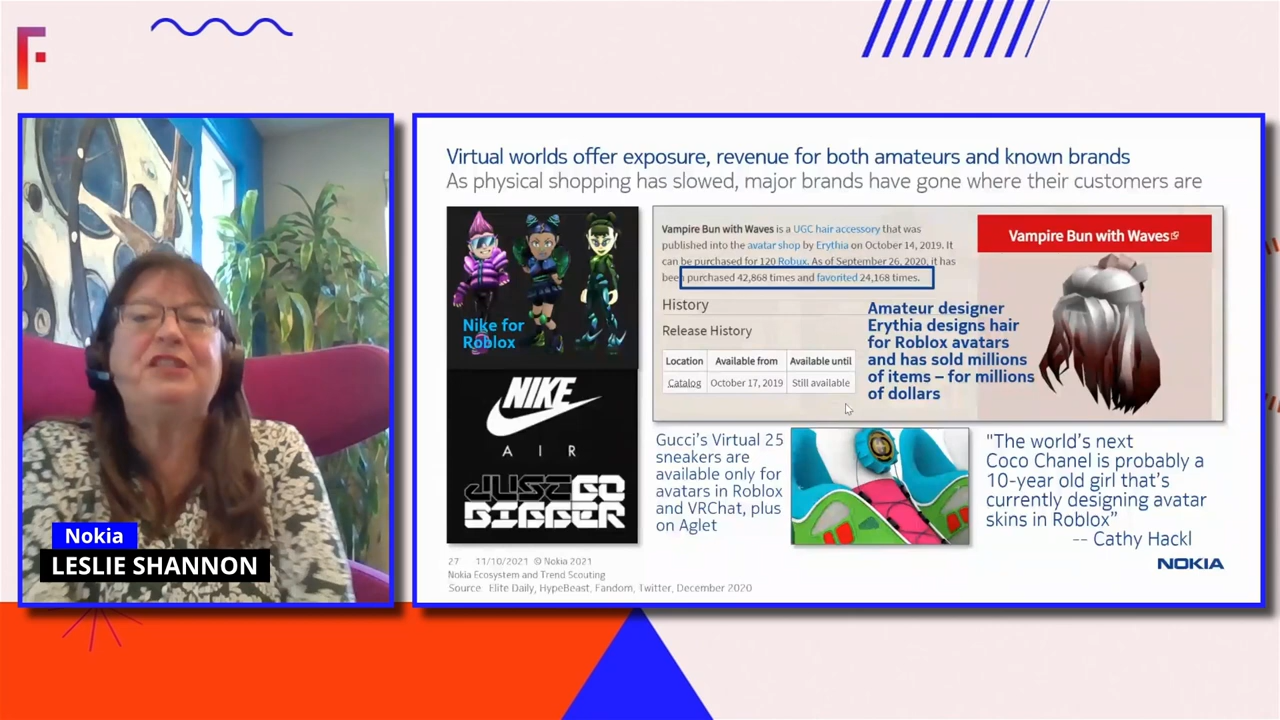 F
Virtual worlds offer exposure, revenue for both amateurs and known brands
As physical shopping has slowed, major brands have gone where their customers are
Nike for
Roblox
NIKE
AIR
JUST GO
BIGGER
Vampire Bun with Waves is a UGC hair accessory that was
published into the avatar shop by Erythia on October 14, 2019. It
can be purchased for 120 Robux. As of September 26, 2020, it has
been purchased 42,868 times and favorited 24,168 times.
History
Release History
Location Available from Available until
Catalog October 17, 2019 Still available
Amateur designer
Erythia designs hair
for Roblox avatars
and has sold millions
of items – for millions
of dollars
Vampire Bun with Waves
Gucci's Virtual 25
sneakers are
available only for
avatars in Roblox
and VRChat, plus
on Aglet
"The world's next
Coco Chanel is probably a
10-year old girl that's
currently designing avatar
skins in Roblox"
-- Cathy Hackl
NOKIA
27 11/10/2021 © Nokia 2021
Nokia Ecosystem and Trend Scouting
Source Elite Daily, HypeBeast, Fandom, Twitter, December 2020
Nokia
LESLIE SHANNON